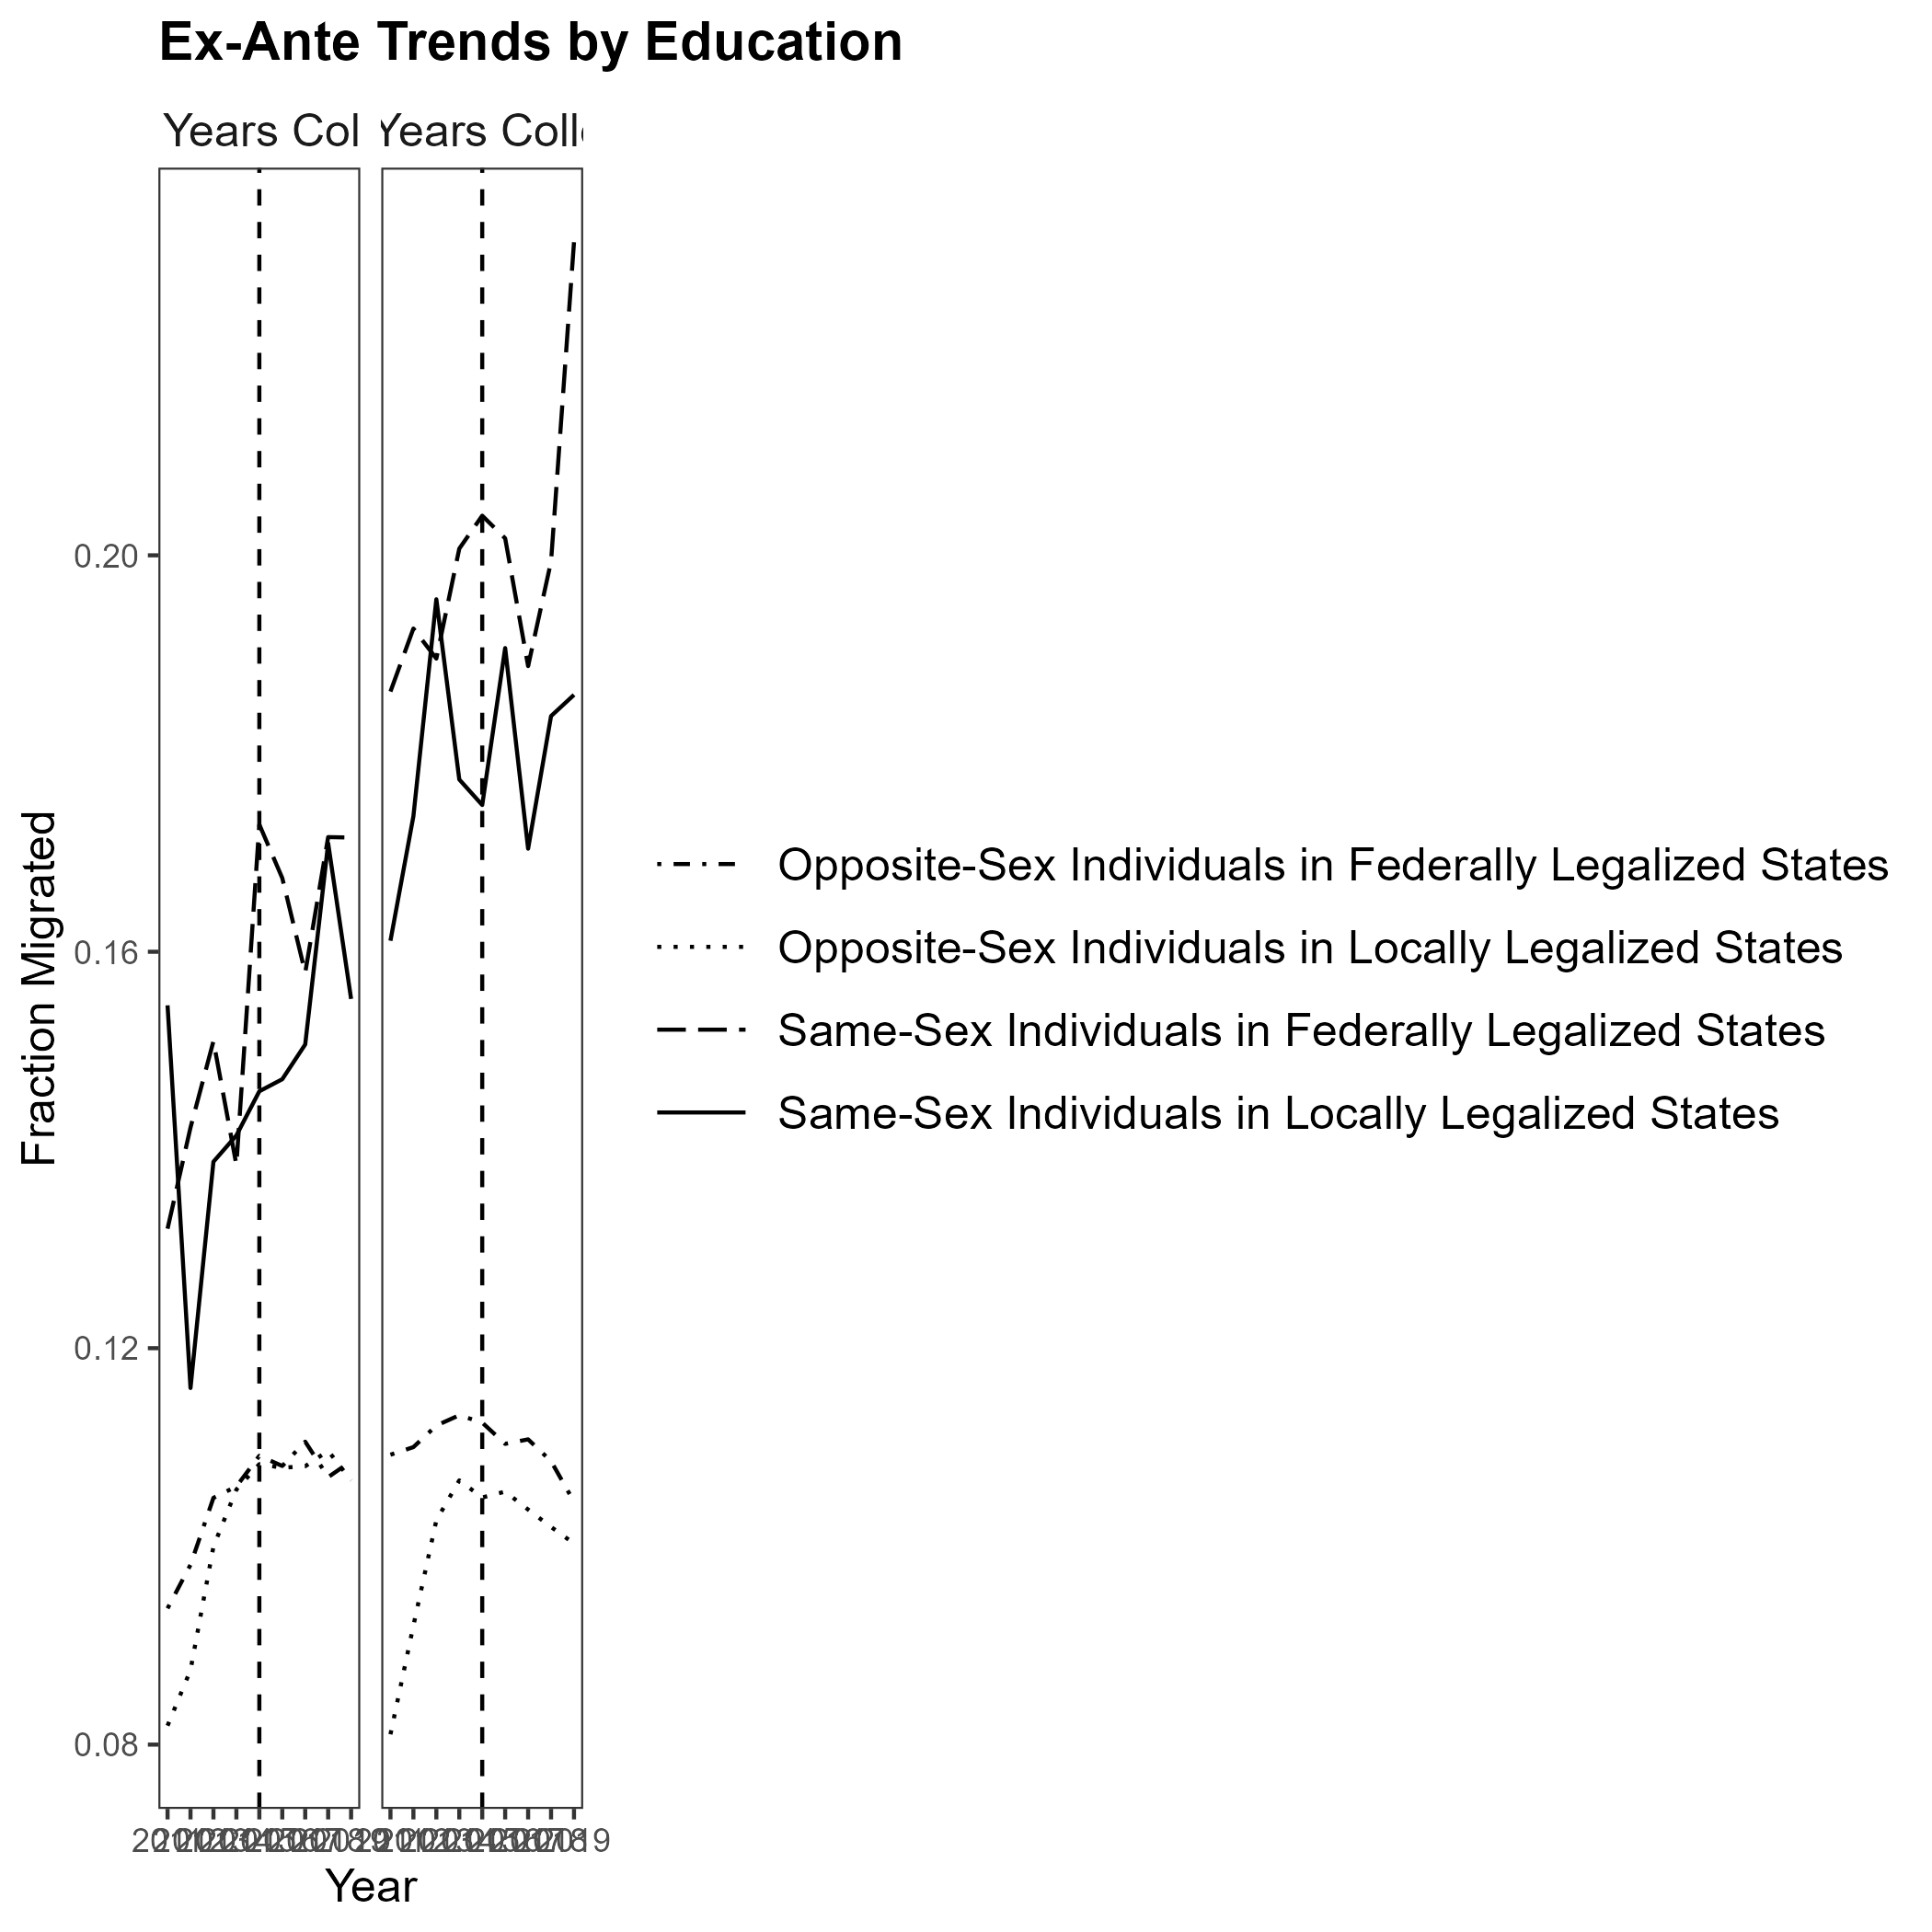 Ex-Ante Trends by Education
Years Col
Years Coll
Fraction Migrated
0.20
0.16
0.12
0.08
Opposite-Sex Individuals in Federally Legalized States
Opposite-Sex Individuals in Locally Legalized States
Same-Sex Individuals in Federally Legalized States
Same-Sex Individuals in Locally Legalized States
Year